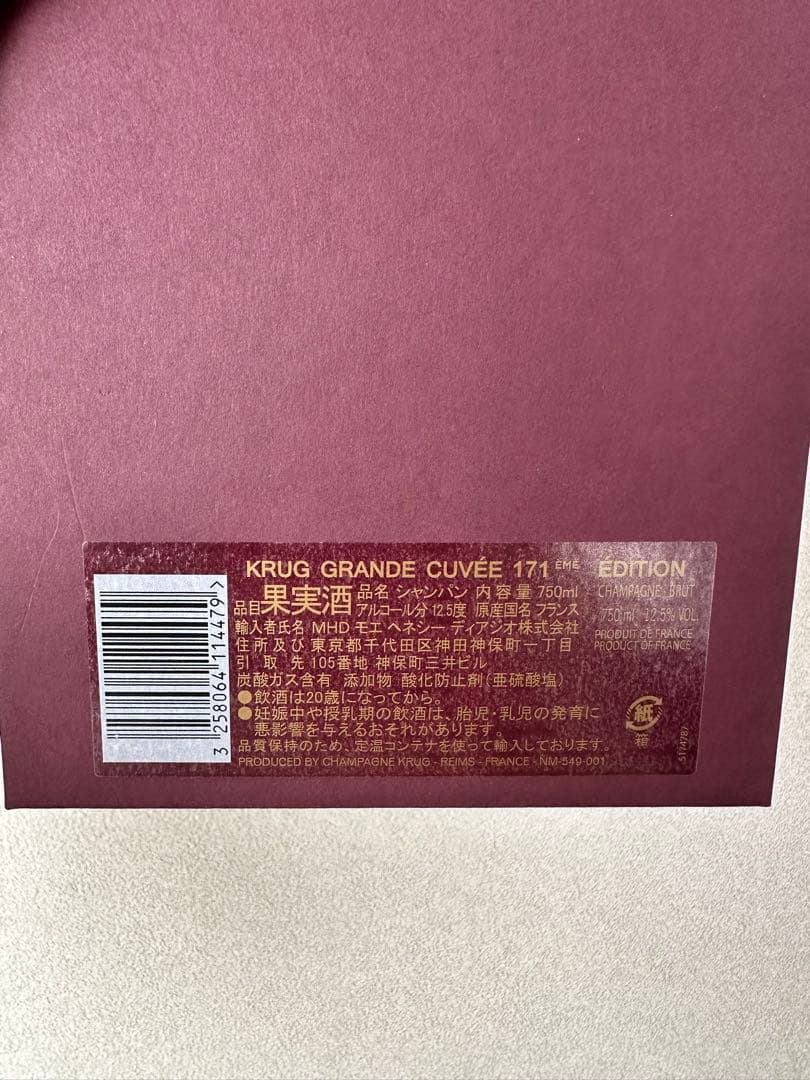 KRUG GRANDE CUVÉE 171 ÈME ÉDITION
品目 果実酒 品名 シャンパン 内容量 750ml
アルコール分 12.5度 原産国名 フランス
輸入者氏名 MHD モエ ヘネシー ディアジオ株式会社
住所及び 東京都千代田区神田神保町一丁目
引取先 105番地 神保町三井ビル
炭酸ガス含有 添加物 酸化防止剤(亜硫酸塩)
●飲酒は20歳になってから。
●妊娠中や授乳期の飲酒は、胎児・乳児の発育に
悪影響を与えるおそれがあります。
品質保持のため、定温コンテナを使って輸入しております。
PRODUCED BY CHAMPAGNE KRUG - REIMS - FRANCE - NM-549-001
CHAMPAGNE BRUT
750 ml 12.5% VOL.
PRODUIT DE FRANCE
PRODUCT OF FRANCE
紙
箱
3 258064 114479 >